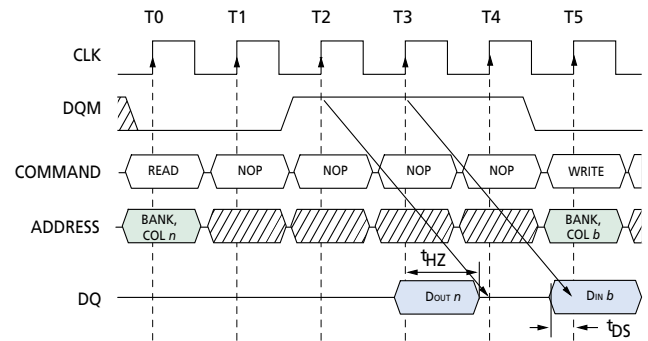 T0 T1 T2 T3 T4 T5
CLK
DQM
COMMAND READ NOP NOP NOP NOP WRITE
ADDRESS BANK, COL n BANK, COL b
tHZ
DQ DOUT n DIN b
tDS